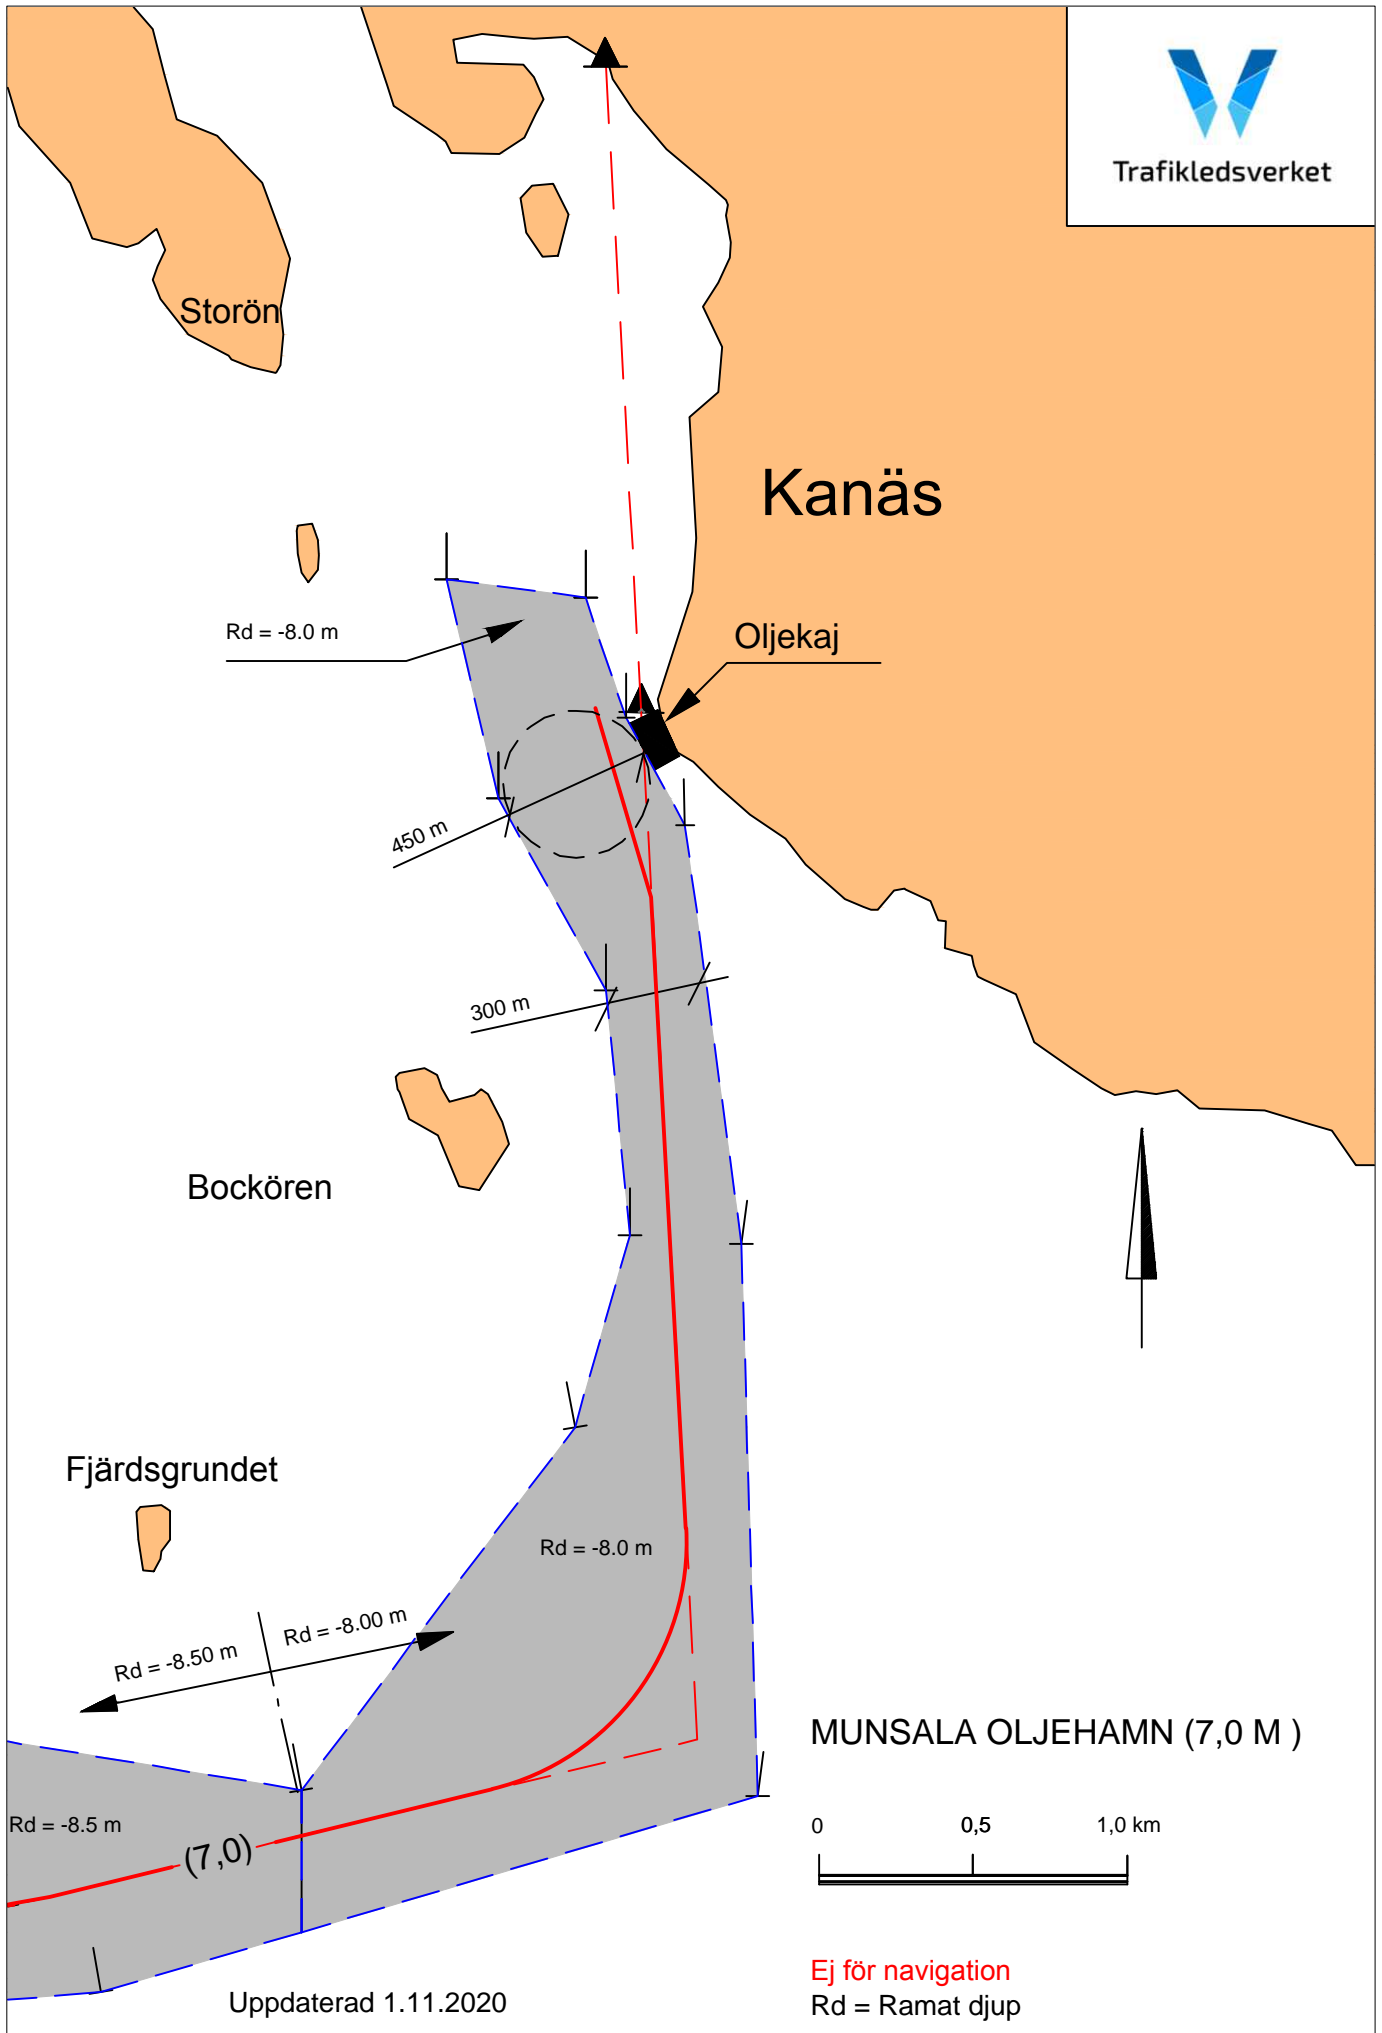 Trafikledsverket
Storön
Kanäs
Rd = -8.0 m
Oljekaj
450 m
300 m
Bockören
Fjärdsgrundet
Rd = -8.0 m
Rd = -8.50 m
Rd = -8.00 m
MUNSALA OLJEHAMN (7,0 M )
Rd = -8.5 m
(7,0)
0 0,5 1,0 km
Ej för navigation
Rd = Ramat djup
Uppdaterad 1.11.2020